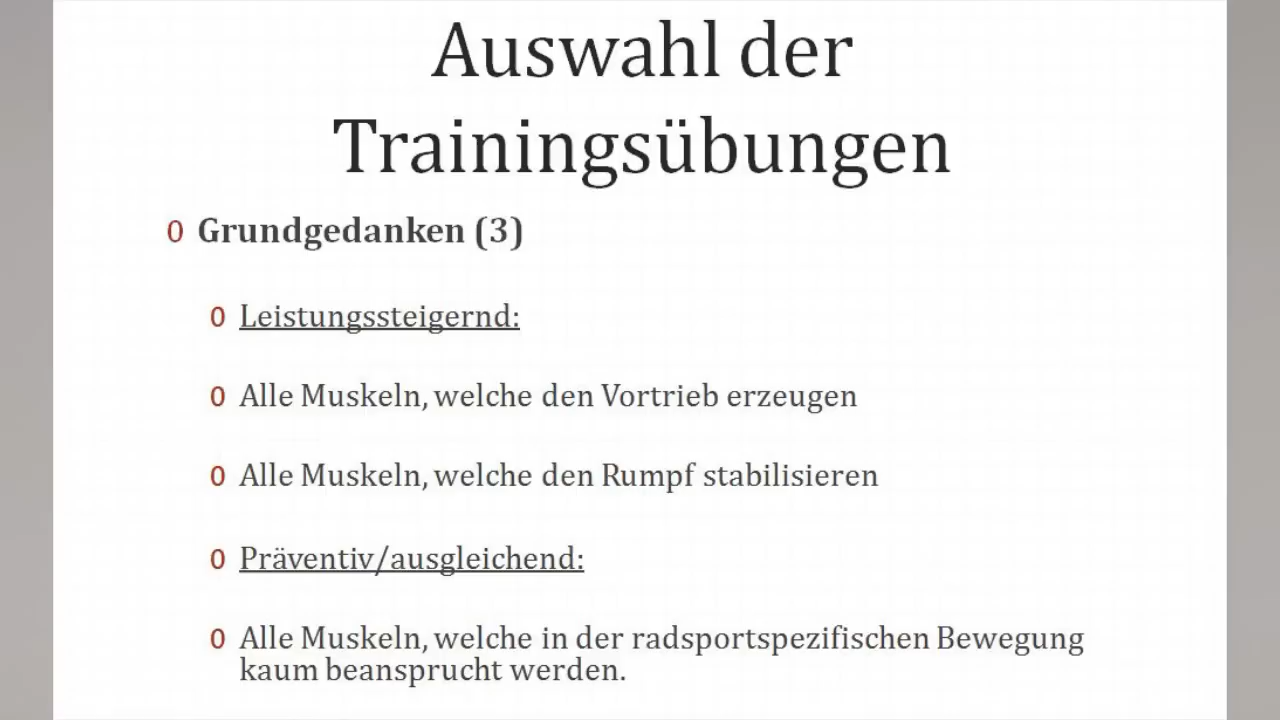 Auswahl der
Trainingsübungen
0 Grundgedanken (3)
0 Leistungssteigernd:
0 Alle Muskeln, welche den Vortrieb erzeugen
0 Alle Muskeln, welche den Rumpf stabilisieren
0 Präventiv/ausgleichend:
0 Alle Muskeln, welche in der radsportspezifischen Bewegung
kaum beansprucht werden.